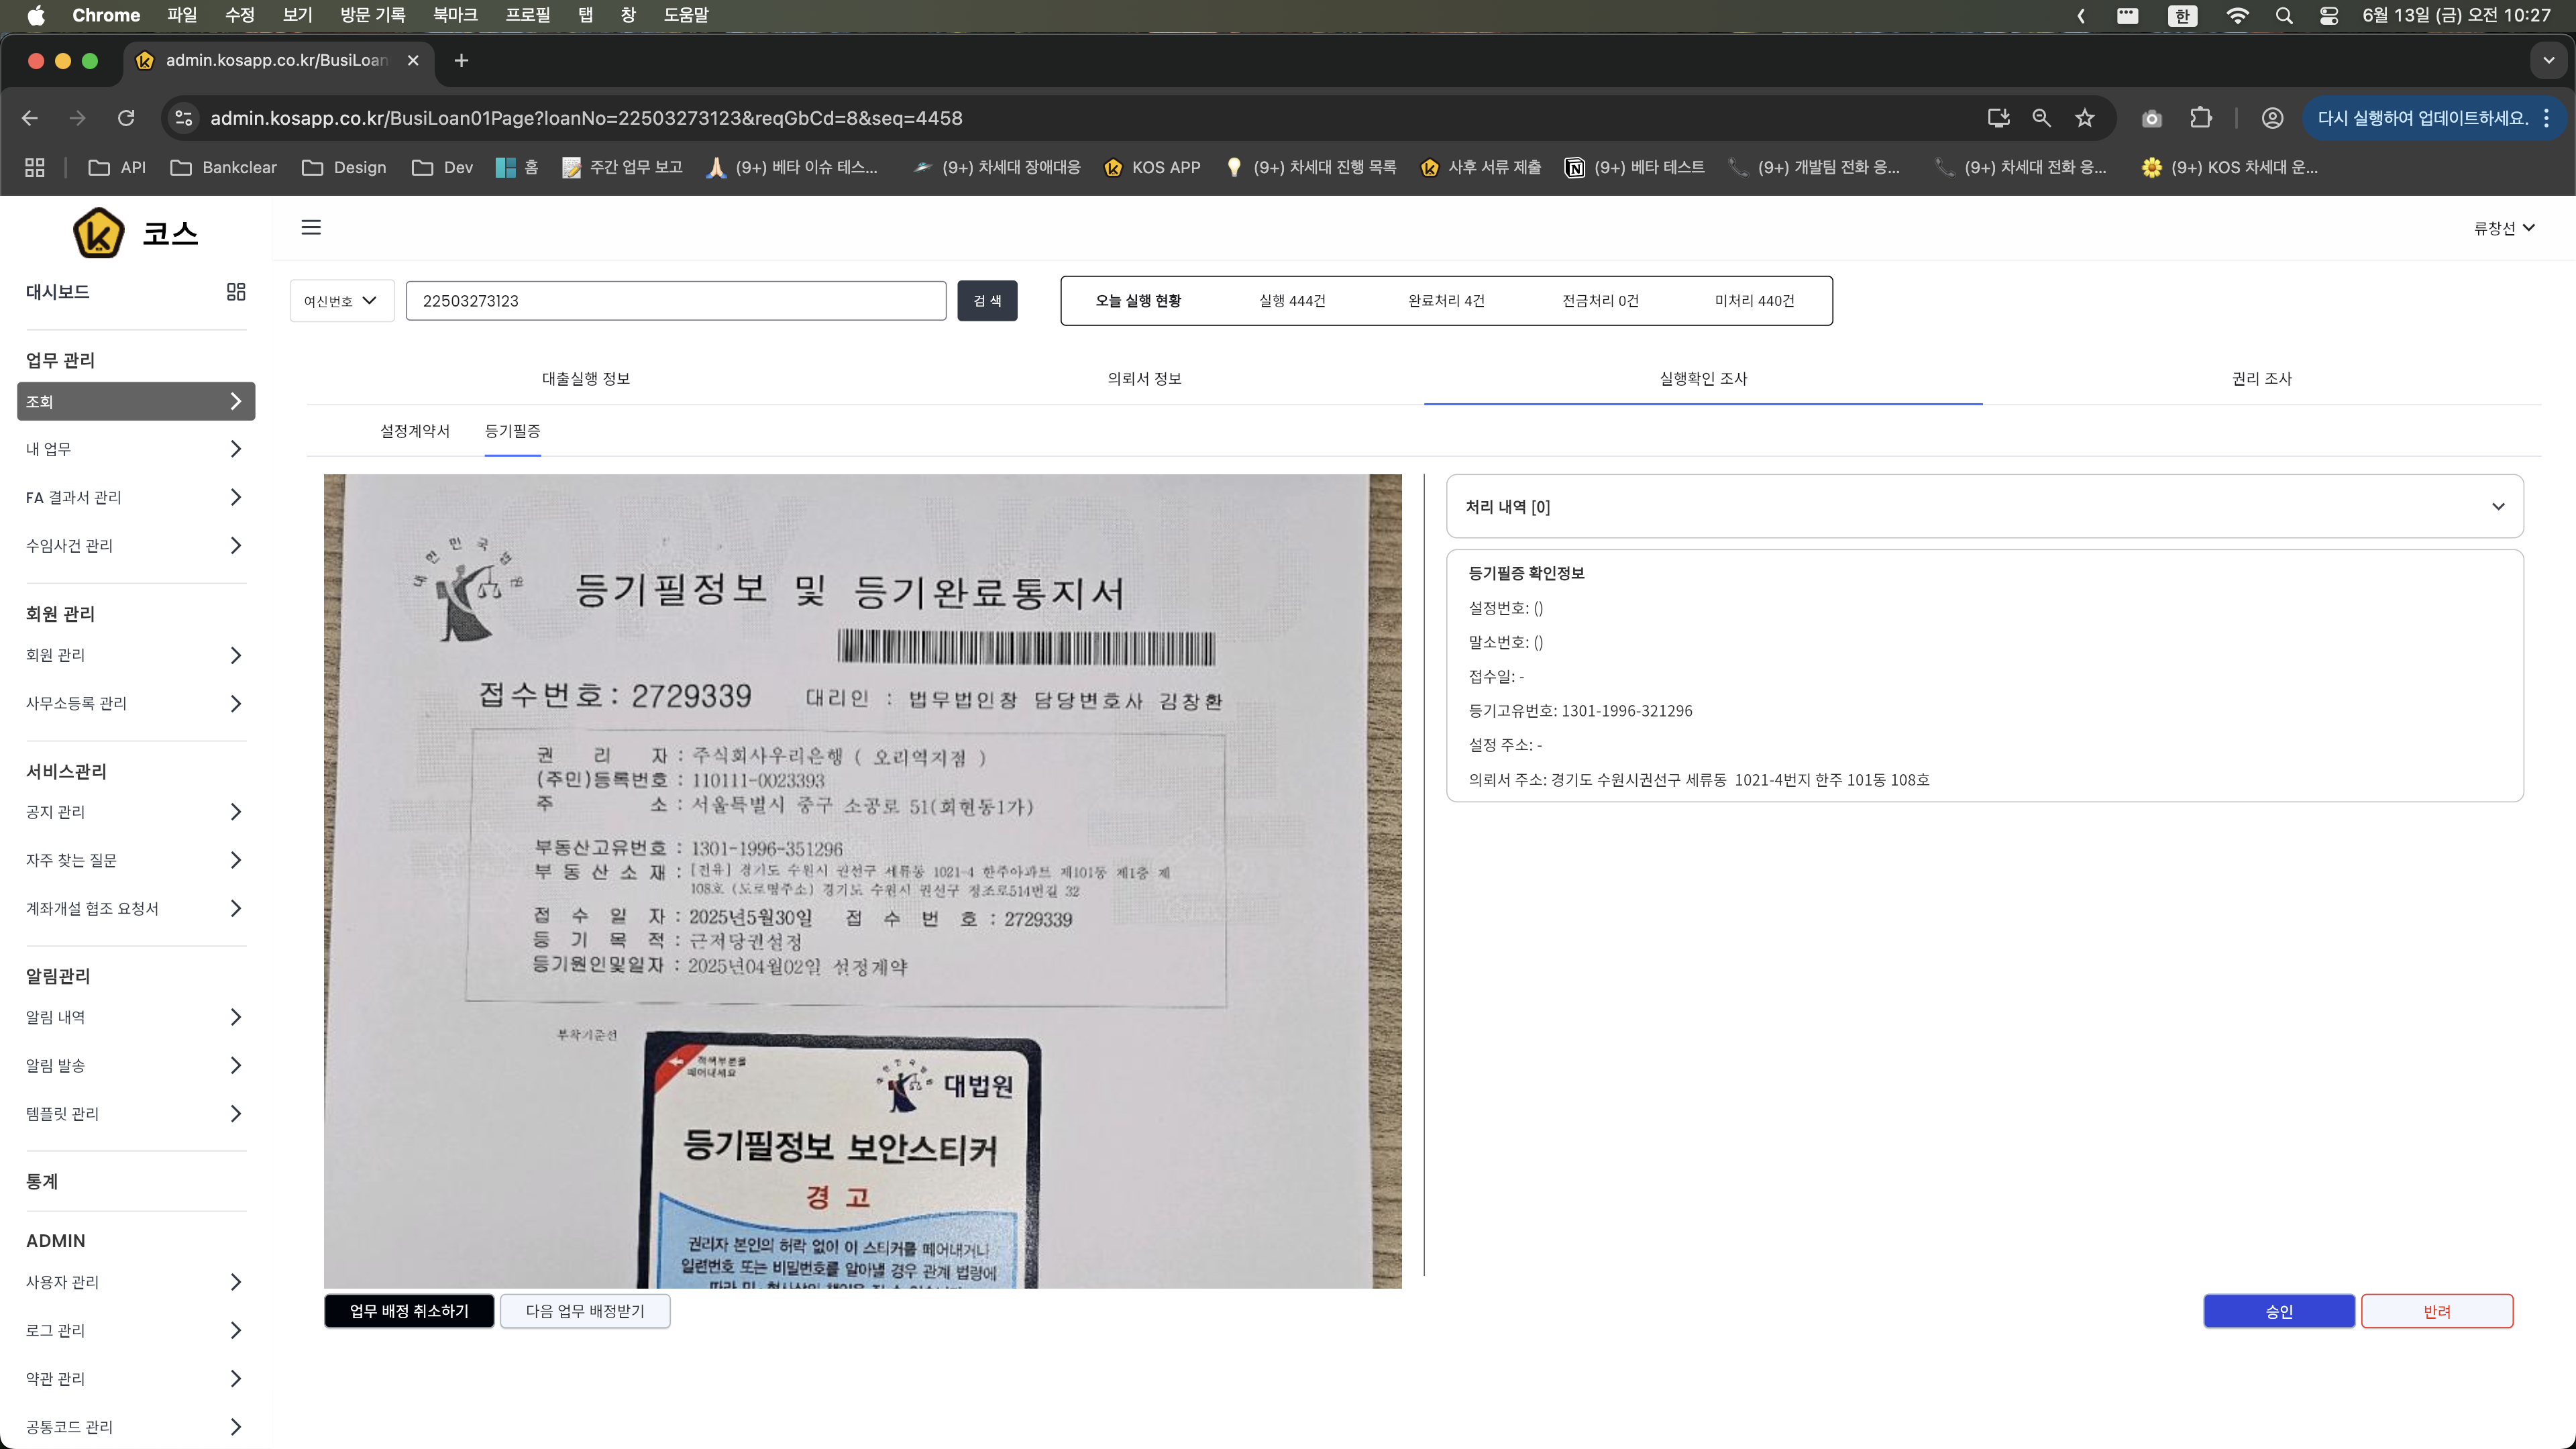 Chrome 파일 수정 보기 방문 기록 북마크 프로필 탭 창 도움말 한 6월 13일 (금) 오전 10:27
admin.kosapp.co.kr/BusiLoan
admin.kosapp.co.kr/BusiLoan01Page?loanNo=22503273123&reqGbCd=8&seq=4458 다시 실행하여 업데이트하세요.
API Bankclear Design Dev 홈 주간 업무 보고 (9+) 베타 이슈 테스... (9+) 차세대 장애대응 KOS APP (9+) 차세대 진행 목록 사후 서류 제출 (9+) 베타 테스트 (9+) 개발팀 전화 응... (9+) 차세대 전화 응... (9+) KOS 차세대 운...
코스
류창선
대시보드
업무 관리
조회
내 업무
FA 결과서 관리
수임사건 관리
회원 관리
회원 관리
사무소등록 관리
서비스관리
공지 관리
자주 찾는 질문
계좌개설 협조 요청서
알림관리
알림 내역
알림 발송
템플릿 관리
통계
ADMIN
사용자 관리
로그 관리
약관 관리
공통코드 관리
여신번호 22503273123 검 색
오늘 실행 현황 실행 444건 완료처리 4건 전금처리 0건 미처리 440건
대출실행 정보 의뢰서 정보 실행확인 조사 권리 조사
설정계약서 등기필증
대한민국법원
등기필정보 및 등기완료통지서
접수번호: 2729339 대리인 : 법무법인창 담당변호사 김창환
권 리 자 : 주식회사우리은행 ( 오리역지점 )
(주민)등록번호 : 110111-0023393
주 소 : 서울특별시 중구 소공로 51(회현동1가)
부동산고유번호 : 1301-1996-351296
부 동 산 소 재 : [전유] 경기도 수원시 권선구 세류동 1021-4 한주아파트 제101동 제1층 제
108호 (도로명주소) 경기도 수원시 권선구 정조로514번길 32
접 수 일 자 : 2025년5월30일 접 수 번 호 : 2729339
등 기 목 적 : 근저당권설정
등기원인및일자 : 2025년04월02일 설정계약
부착기준선
적색부분을
떼어내세요
대법원
등기필정보 보안스티커
경 고
권리자 본인의 허락 없이 이 스티커를 떼어내거나
일련번호 또는 비밀번호를 알아낼 경우 관계 법령에
처리 내역 [0]
등기필증 확인정보
설정번호: ()
말소번호: ()
접수일: -
등기고유번호: 1301-1996-321296
설정 주소: -
의뢰서 주소: 경기도 수원시권선구 세류동 1021-4번지 한주 101동 108호
업무 배정 취소하기 다음 업무 배정받기 승인 반려